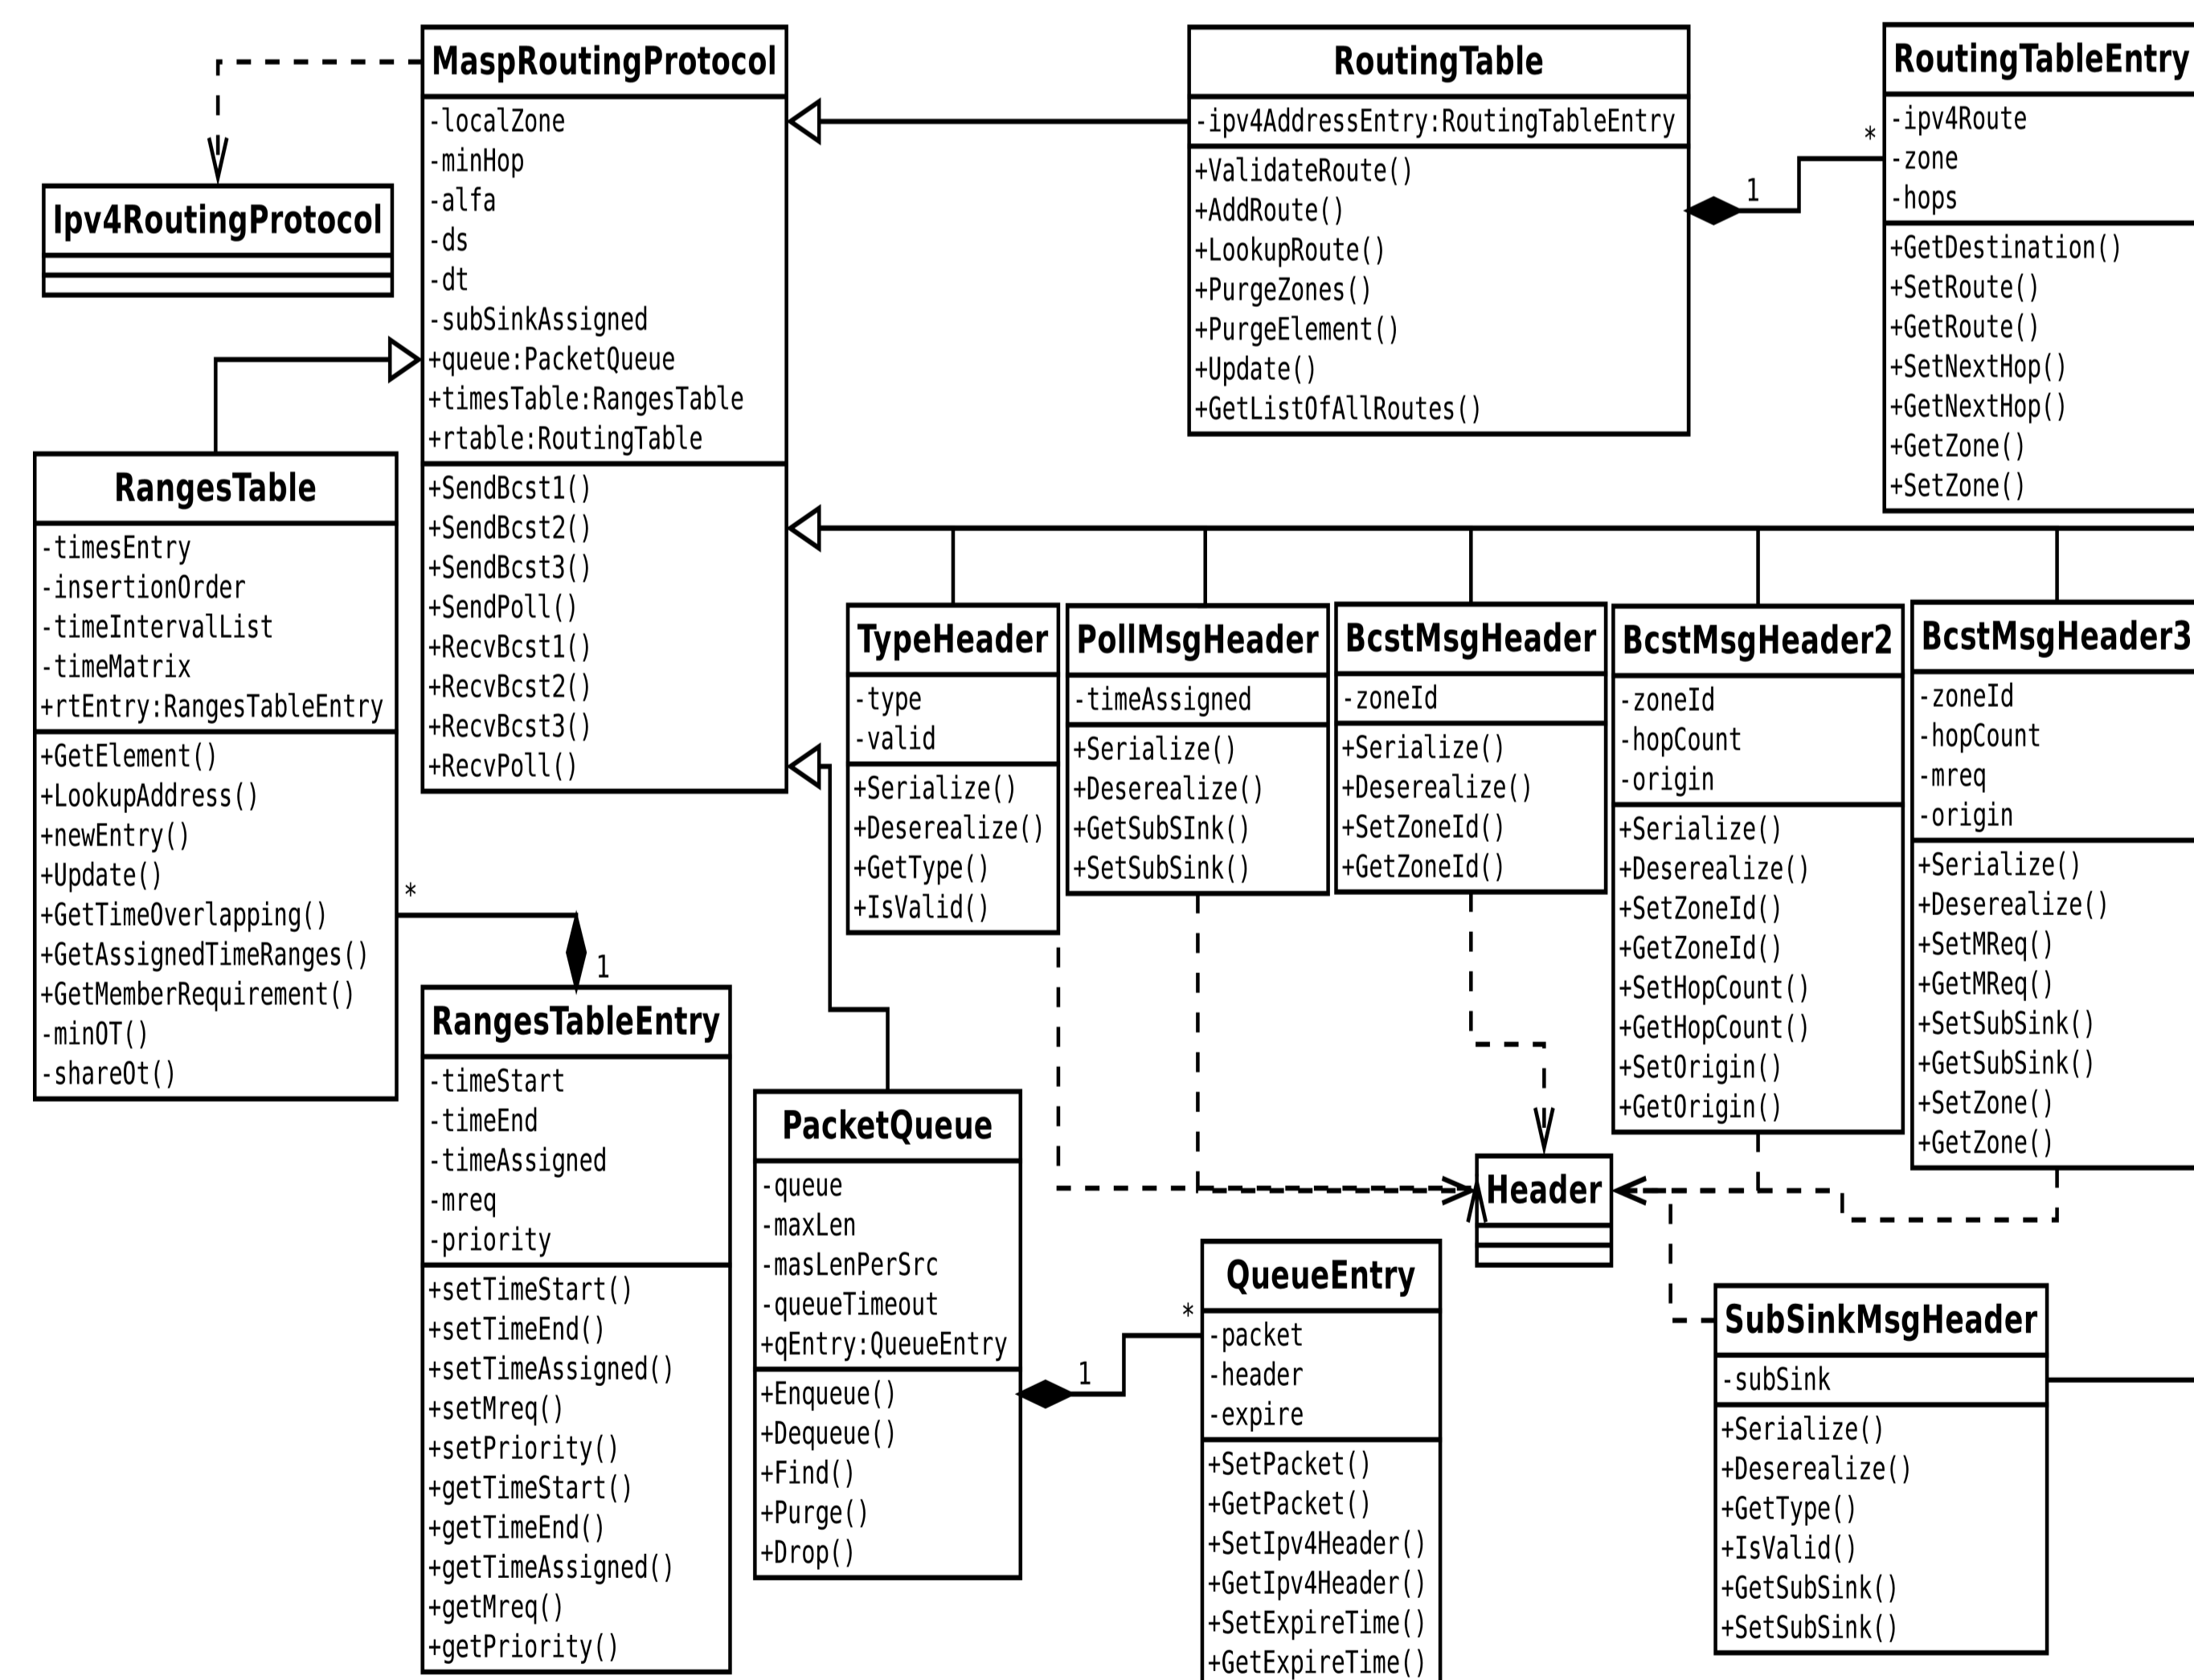 MaspRoutingProtocol
-localZone
-minHop
-alfa
-ds
-dt
-subSinkAssigned
+queue:PacketQueue
+timesTable:RangesTable
+rtable:RoutingTable
+SendBcst1()
+SendBcst2()
+SendBcst3()
+SendPoll()
+RecvBcst1()
+RecvBcst2()
+RecvBcst3()
+RecvPoll()
RoutingTable
-ipv4AddressEntry:RoutingTableEntry
+ValidateRoute()
+AddRoute()
+LookupRoute()
+PurgeZones()
+PurgeElement()
+Update()
+GetListOfAllRoutes()
1
*
RoutingTableEntry
-ipv4Route
-zone
-hops
+GetDestination()
+SetRoute()
+GetRoute()
+SetNextHop()
+GetNextHop()
+GetZone()
+SetZone()
Ipv4RoutingProtocol
RangesTable
-timesEntry
-insertionOrder
-timeIntervalList
-timeMatrix
+rtEntry:RangesTableEntry
+GetElement()
+LookupAddress()
+newEntry()
+Update()
+GetTimeOverlapping()
+GetAssignedTimeRanges()
+GetMemberRequirement()
-minOT()
-shareOt()
*
1
RangesTableEntry
-timeStart
-timeEnd
-timeAssigned
-mreq
-priority
+setTimeStart()
+setTimeEnd()
+setTimeAssigned()
+setMreq()
+setPriority()
+getTimeStart()
+getTimeEnd()
+getTimeAssigned()
+getMreq()
+getPriority()
TypeHeader
-type
-valid
+Serialize()
+Deserealize()
+GetType()
+IsValid()
PollMsgHeader
-timeAssigned
+Serialize()
+Deserealize()
+GetSubSInk()
+SetSubSink()
BcstMsgHeader
-zoneId
+Serialize()
+Deserealize()
+SetZoneId()
+GetZoneId()
BcstMsgHeader2
-zoneId
-hopCount
-origin
+Serialize()
+Deserealize()
+SetZoneId()
+GetZoneId()
+SetHopCount()
+GetHopCount()
+SetOrigin()
+GetOrigin()
BcstMsgHeader3
-zoneId
-hopCount
-mreq
-origin
+Serialize()
+Deserealize()
+SetMReq()
+GetMReq()
+SetSubSink()
+GetSubSink()
+SetZone()
+GetZone()
PacketQueue
-queue
-maxLen
-masLenPerSrc
-queueTimeout
+qEntry:QueueEntry
+Enqueue()
+Dequeue()
+Find()
+Purge()
+Drop()
1
*
QueueEntry
-packet
-header
-expire
+SetPacket()
+GetPacket()
+SetIpv4Header()
+GetIpv4Header()
+SetExpireTime()
+GetExpireTime()
Header
SubSinkMsgHeader
-subSink
+Serialize()
+Deserealize()
+GetType()
+IsValid()
+GetSubSink()
+SetSubSink()